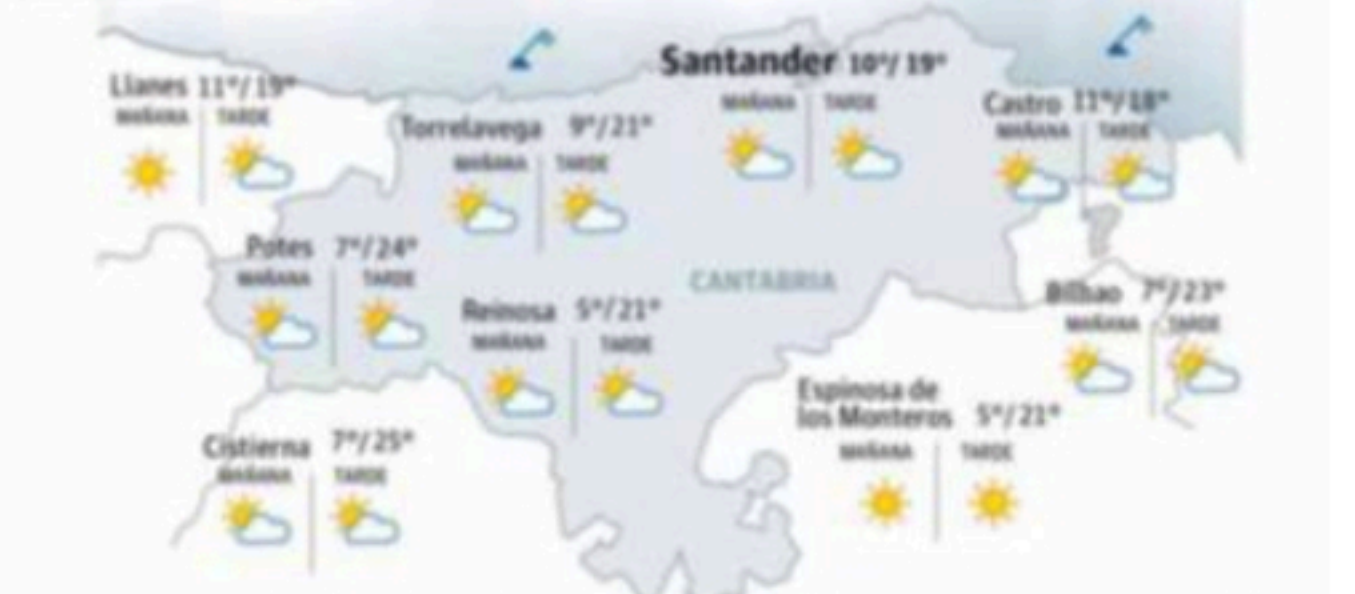 Santander 10°/19°
MAÑANA TARDE
Llanes 11°/19°
MAÑANA TARDE
Castro 11°/18°
MAÑANA TARDE
Torrelavega 9°/21°
MAÑANA TARDE
Potes 7°/24°
MAÑANA TARDE
CANTABRIA
Reinosa 5°/21°
MAÑANA TARDE
Bilbao 7°/23°
MAÑANA TARDE
Espinosa de
los Monteros 5°/21°
MAÑANA TARDE
Cistierna 7°/25°
MAÑANA TARDE